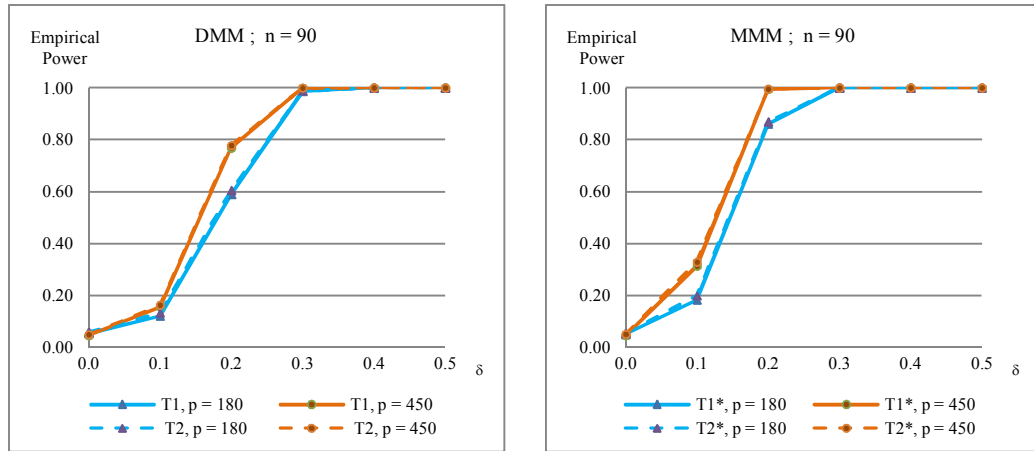 Empirical
Power
DMM ; n = 90
1.00
0.80
0.60
0.40
0.20
0.00
0.0 0.1 0.2 0.3 0.4 0.5
δ
T1, p = 180 T1, p = 450
T2, p = 180 T2, p = 450
Empirical
Power
MMM ; n = 90
1.00
0.80
0.60
0.40
0.20
0.00
0.0 0.1 0.2 0.3 0.4 0.5
δ
T1*, p = 180 T1*, p = 450
T2*, p = 180 T2*, p = 450